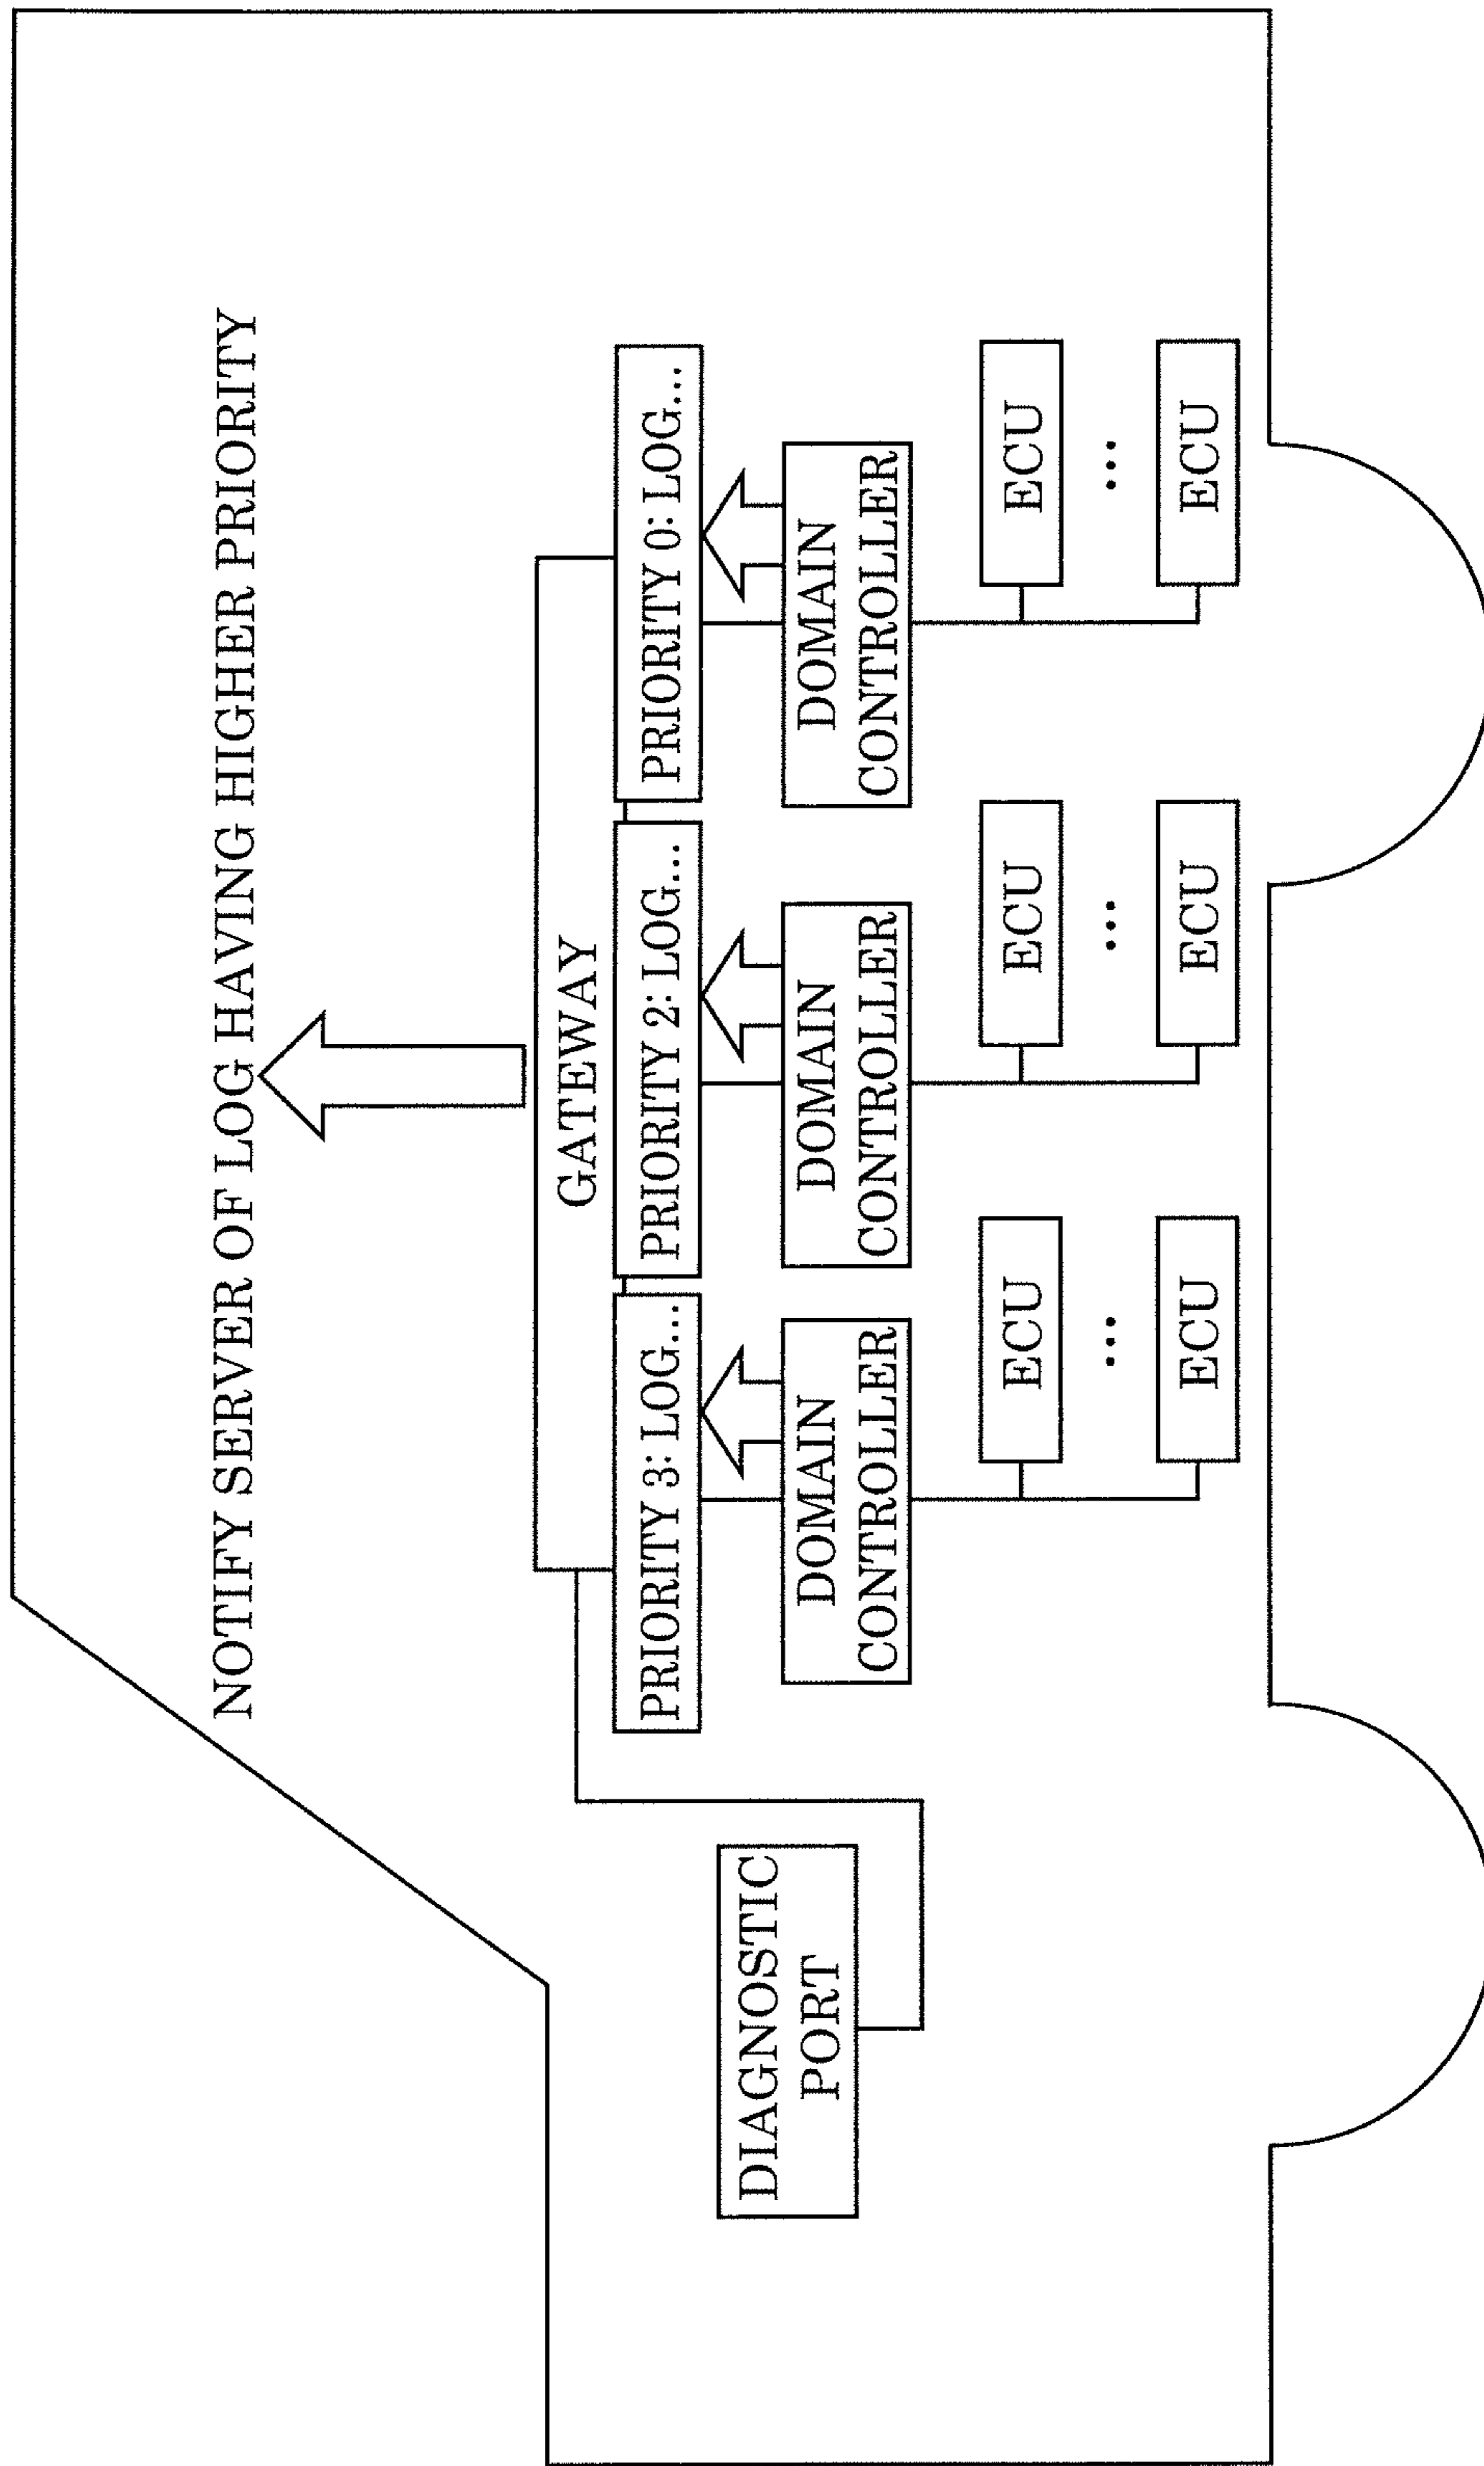 NOTIFY SERVER OF LOG HAVING HIGHER PRIORITY
GATEWAY
PRIORITY 3: LOG...
PRIORITY 2: LOG...
PRIORITY 0: LOG...
DIAGNOSTIC
PORT
DOMAIN
CONTROLLER
DOMAIN
CONTROLLER
DOMAIN
CONTROLLER
ECU
ECU
ECU
...
...
...
ECU
ECU
ECU